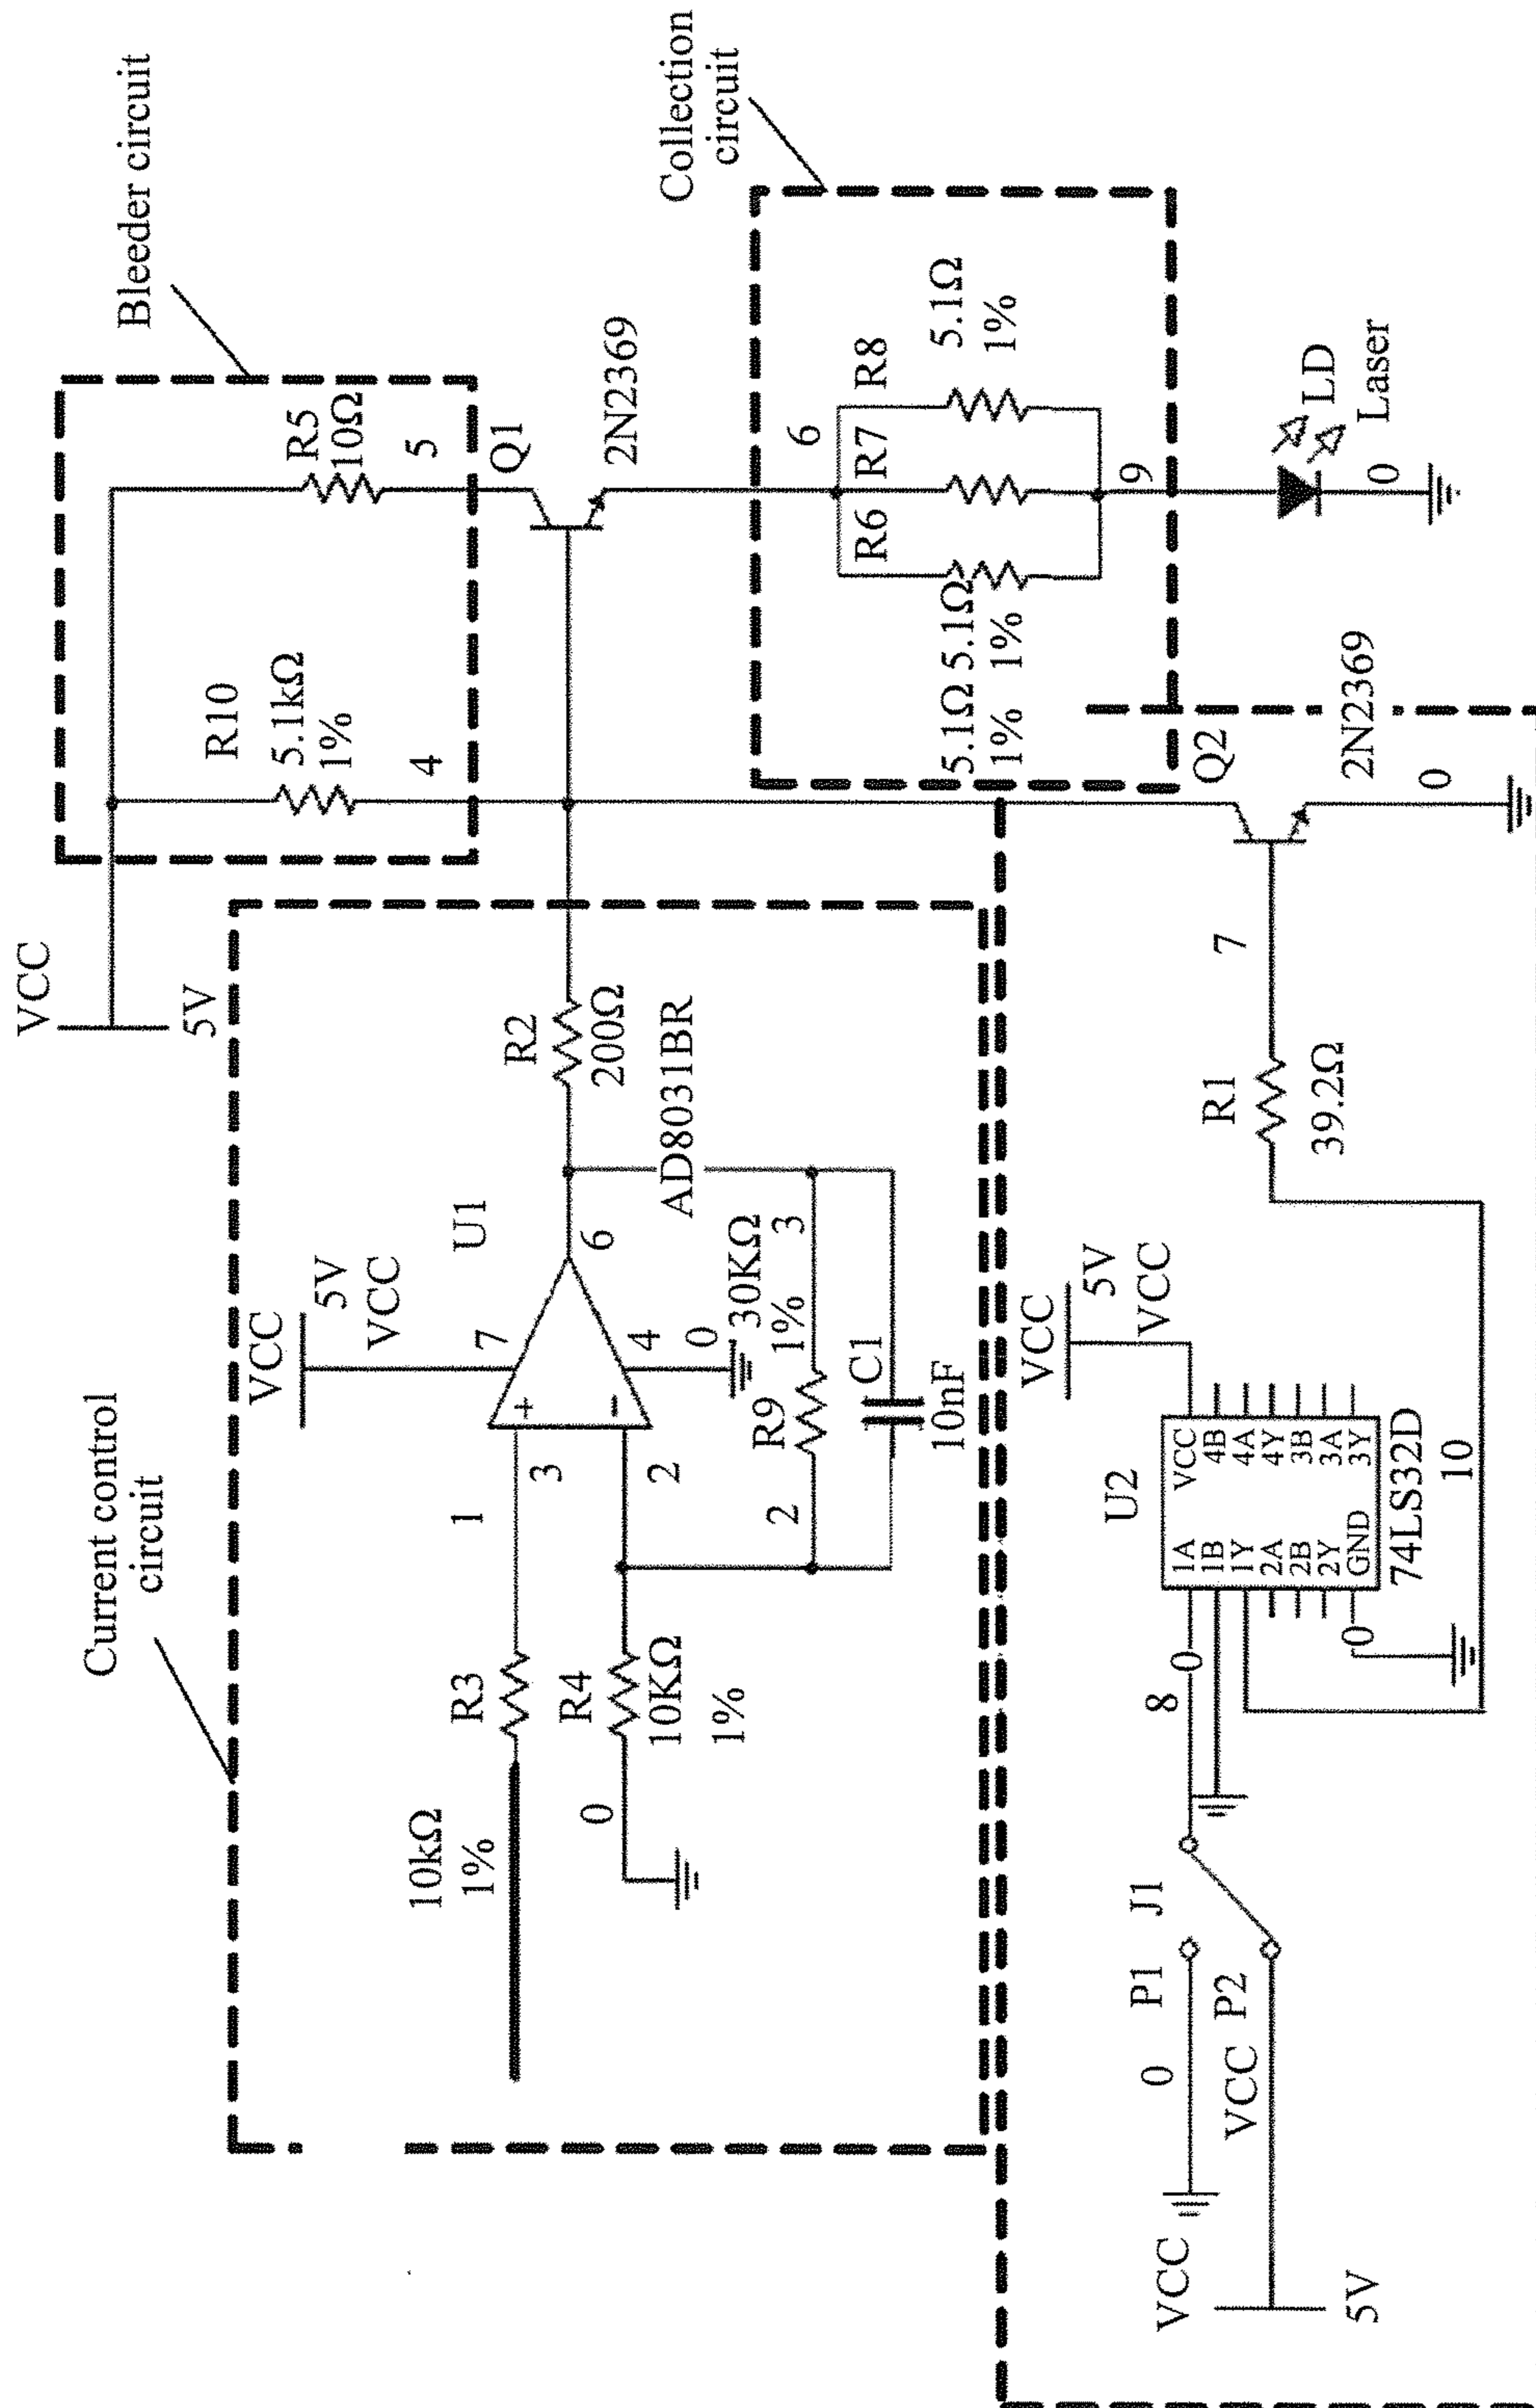 Bleeder circuit
R5
10Ω
5
R10
5.1kΩ
1%
4
VCC
5V
Q1
2N2369
Collection
circuit
6
R6
R7
R8
5.1Ω
1%
5.1Ω 5.1Ω
1% 1%
9
LD
Laser
0
Current control
circuit
VCC
5V
VCC
U1
7
6
4
0
3
1
2
AD8031BR
R2
200Ω
R3
10kΩ
1%
R4
10KΩ
1%
0
30KΩ
1%
3
R9
2
C1
10nF
VCC
5V
VCC
U2
1A
1B
1Y
2A
2B
2Y
GND
VCC
4B
4A
4Y
3B
3A
3Y
74LS32D
10
0
8
0
J1
P1
0
P2
VCC
VCC
5V
R1
39.2Ω
7
Q2
2N2369
0